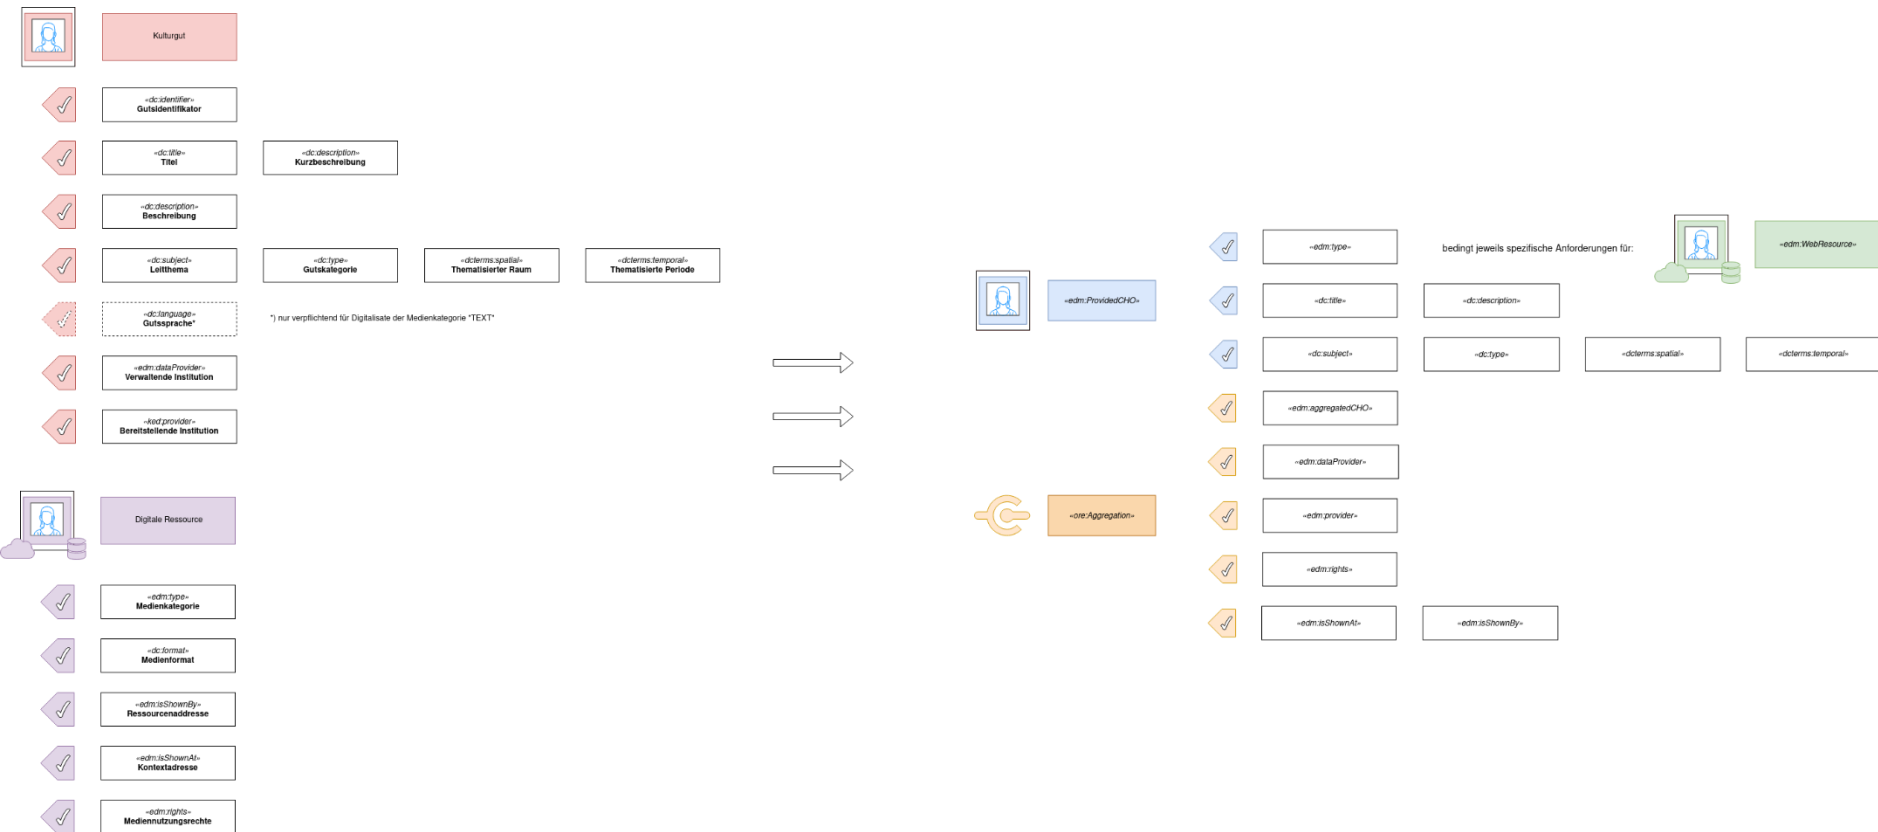 Kulturgut
«dc:identifier»
Gutsidentifikator
«dc:title»
Titel
«dc:description»
Kurzbeschreibung
«dc:description»
Beschreibung
«dc:subject»
Leitthema
«dc:type»
Gutskategorie
«dcterms:spatial»
Thematisierter Raum
«dcterms:temporal»
Thematisierte Periode
«dc:language»
Gutssprache*
*) nur verpflichtend für Digitalisate der Medienkategorie "TEXT"
«edm:dataProvider»
Verwaltende Institution
«ked:provider»
Bereitstellende Institution
Digitale Ressource
«edm:type»
Medienkategorie
«dc:format»
Medienformat
«edm:isShownBy»
Ressourcenaddresse
«edm:isShownAt»
Kontextadresse
«edm:rights»
Mediennutzungsrechte
«edm:ProvidedCHO»
«edm:type»
bedingt jeweils spezifische Anforderungen für:
«edm:WebResource»
«dc:title»
«dc:description»
«dc:subject»
«dc:type»
«dcterms:spatial»
«dcterms:temporal»
«ore:Aggregation»
«edm:aggregatedCHO»
«edm:dataProvider»
«edm:provider»
«edm:rights»
«edm:isShownAt»
«edm:isShownBy»